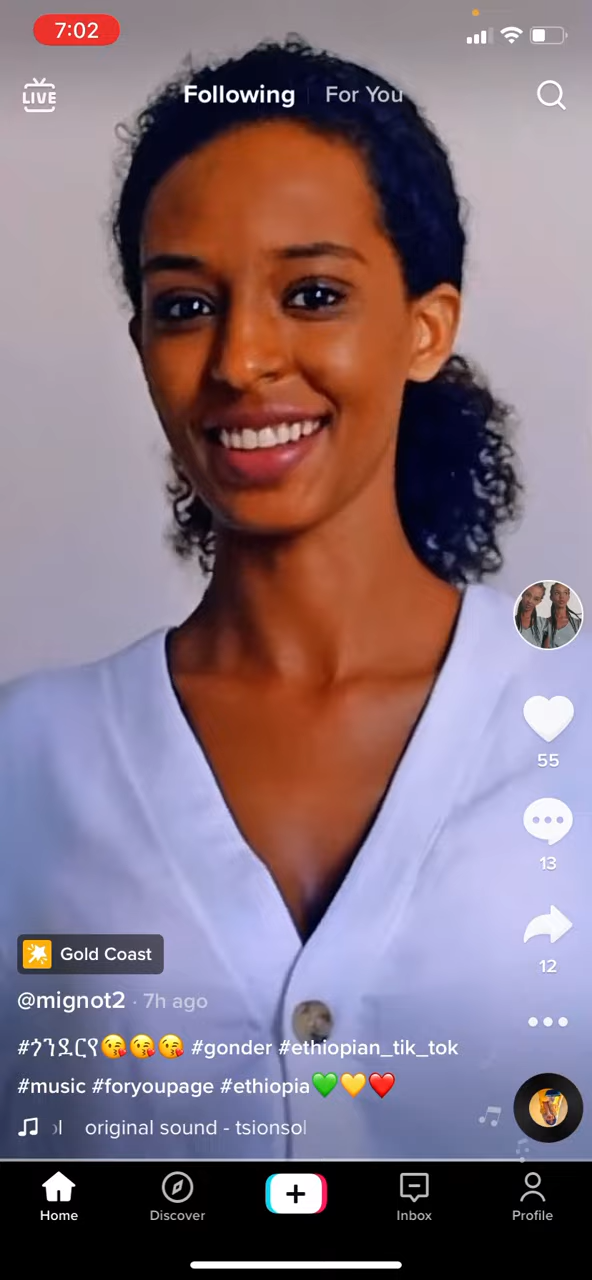 7:02
LIVE
Following
For You
55
13
12
Gold Coast
@mignot2 · 7h ago
#ጎንደርዬ😘😘😘 #gonder #ethiopian_tik_tok
#music #foryoupage #ethiopia💚💛❤️
original sound - tsionsol
Home
Discover
Inbox
Profile